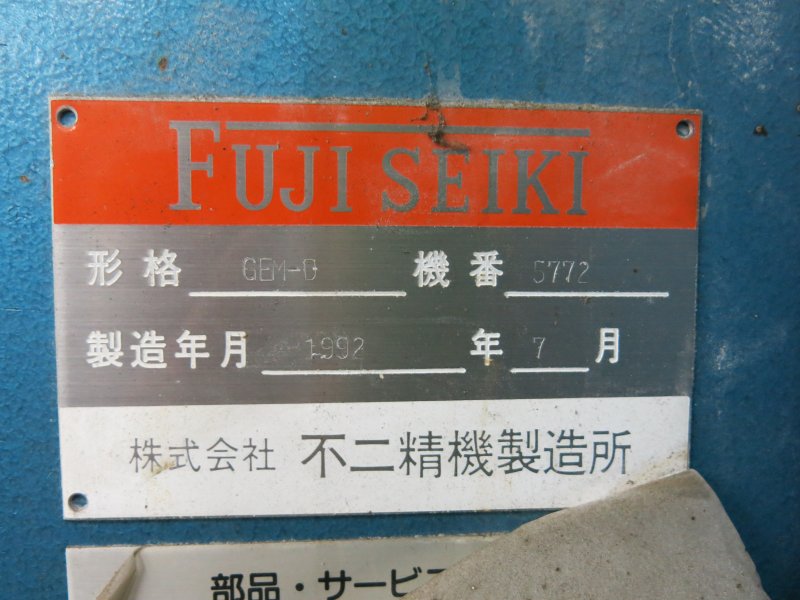 FUJI SEIKI
形格 GEM-D 機番 5772
製造年月 1992 年 7 月
株式会社 不二精機製造所
部品・サービ